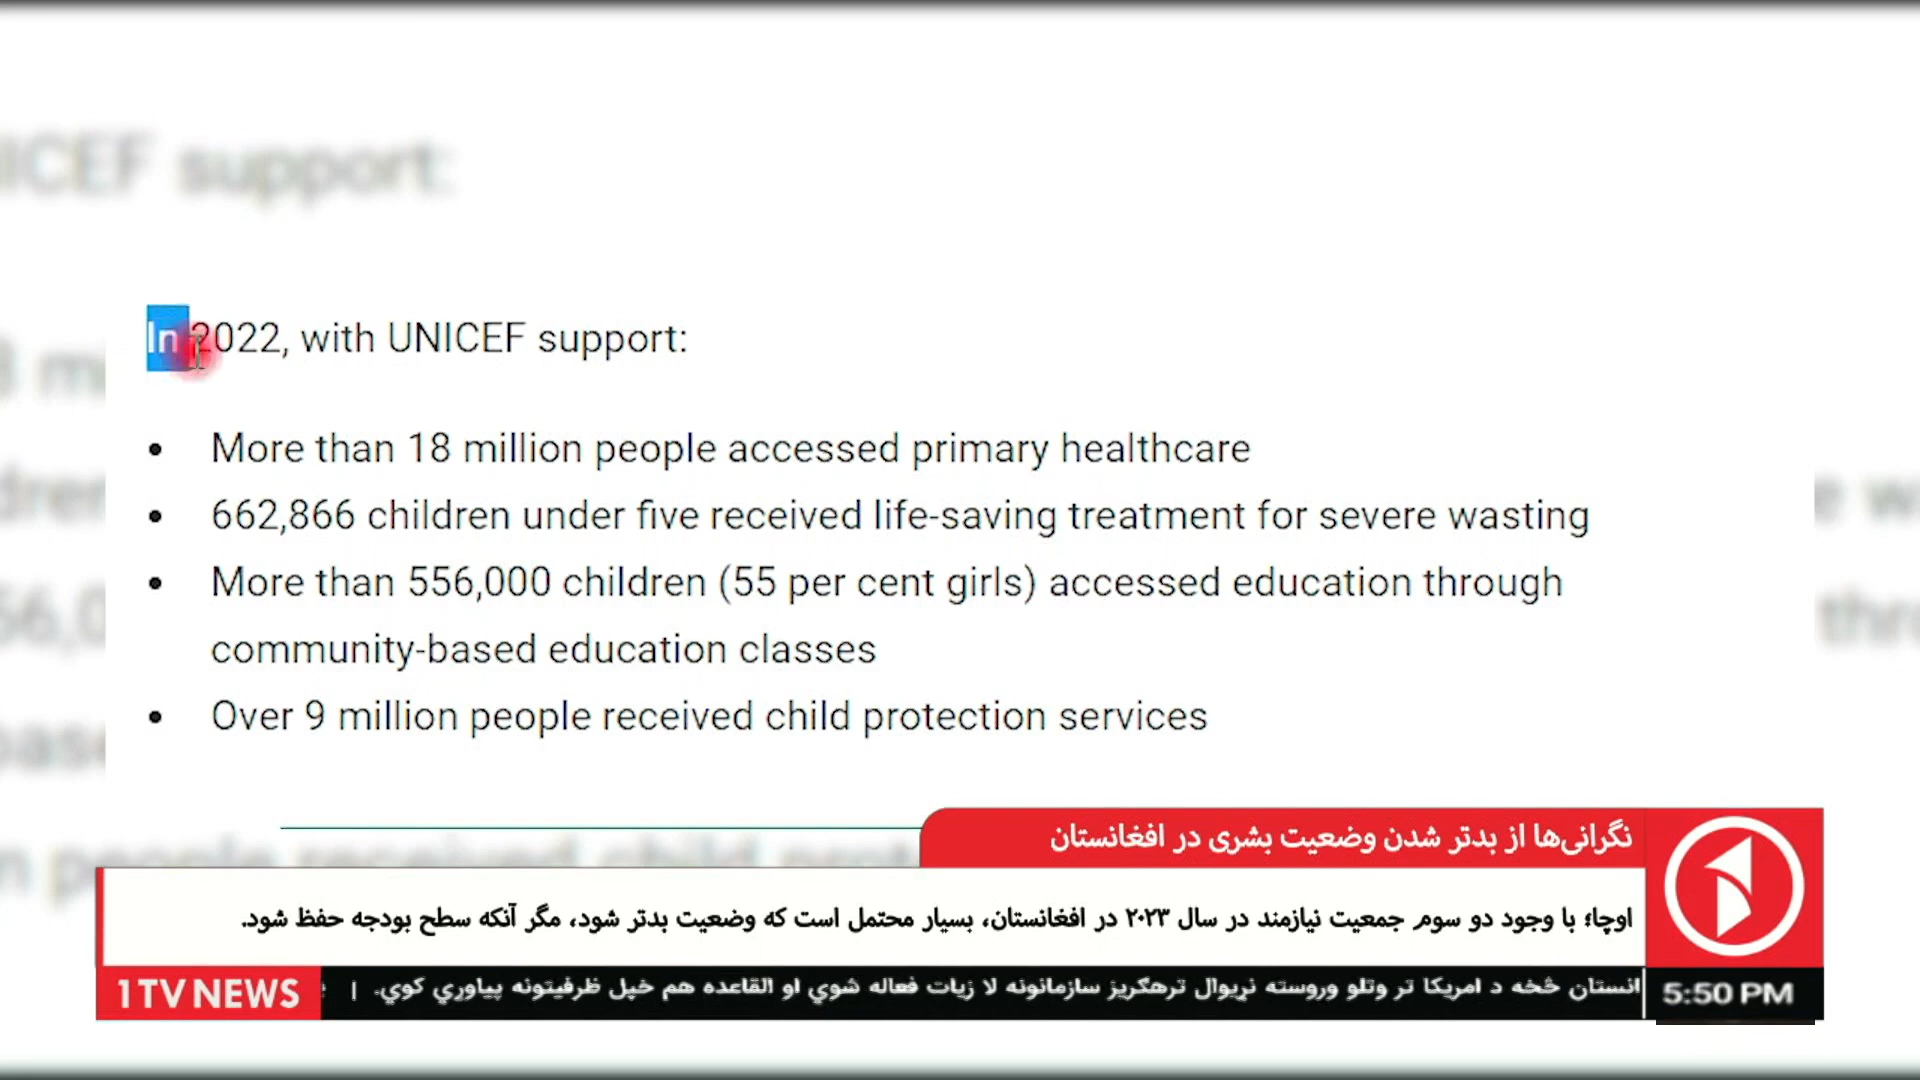 In 2022, with UNICEF support:
• More than 18 million people accessed primary healthcare
• 662,866 children under five received life-saving treatment for severe wasting
• More than 556,000 children (55 per cent girls) accessed education through
community-based education classes
• Over 9 million people received child protection services
نگرانی‌ها از بدتر شدن وضعیت بشری در افغانستان
اوچا؛ با وجود دو سوم جمعیت نیازمند در سال ۲۰۲۳ در افغانستان، بسیار محتمل است که وضعیت بدتر شود، مگر آنکه سطح بودجه حفظ شود.
انستان څخه د امریکا تر وتلو وروسته نړیوال ترهګریز سازمانونه لا زیات فعاله شوي او القاعده هم خپل ظرفیتونه پیاوړي کوي. |
1TV NEWS
5:50 PM